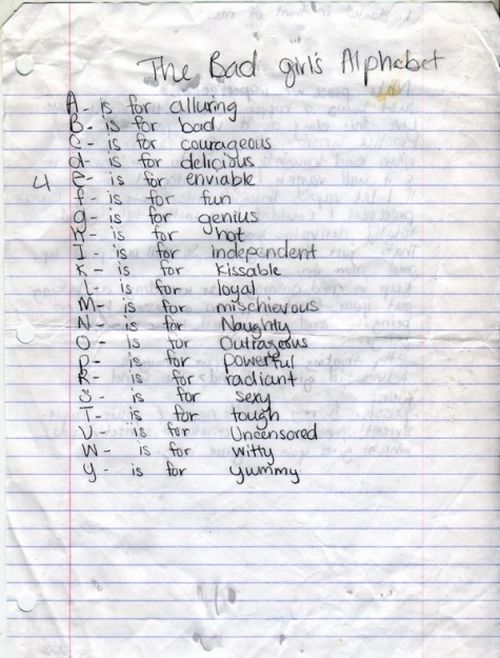 The Bad girl's Alphabet
A- is for alluring
B- is for bad
C- is for courageous
d- is for delicious
4 e- is for enviable
f- is for fun
g- is for genius
H- is for hot
I- is for independent
K- is for kissable
L- is for loyal
M- is for mischievous
N- is for Naughty
O- is for Outrageous
P- is for powerful
R- is for radiant
S- is for sexy
T- is for tough
U- is for Uncensored
W- is for witty
Y- is for yummy